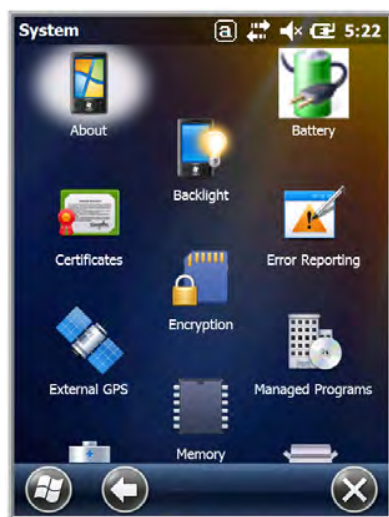 System a 5:22
About
Battery
Backlight
Certificates
Error Reporting
Encryption
External GPS
Managed Programs
Memory